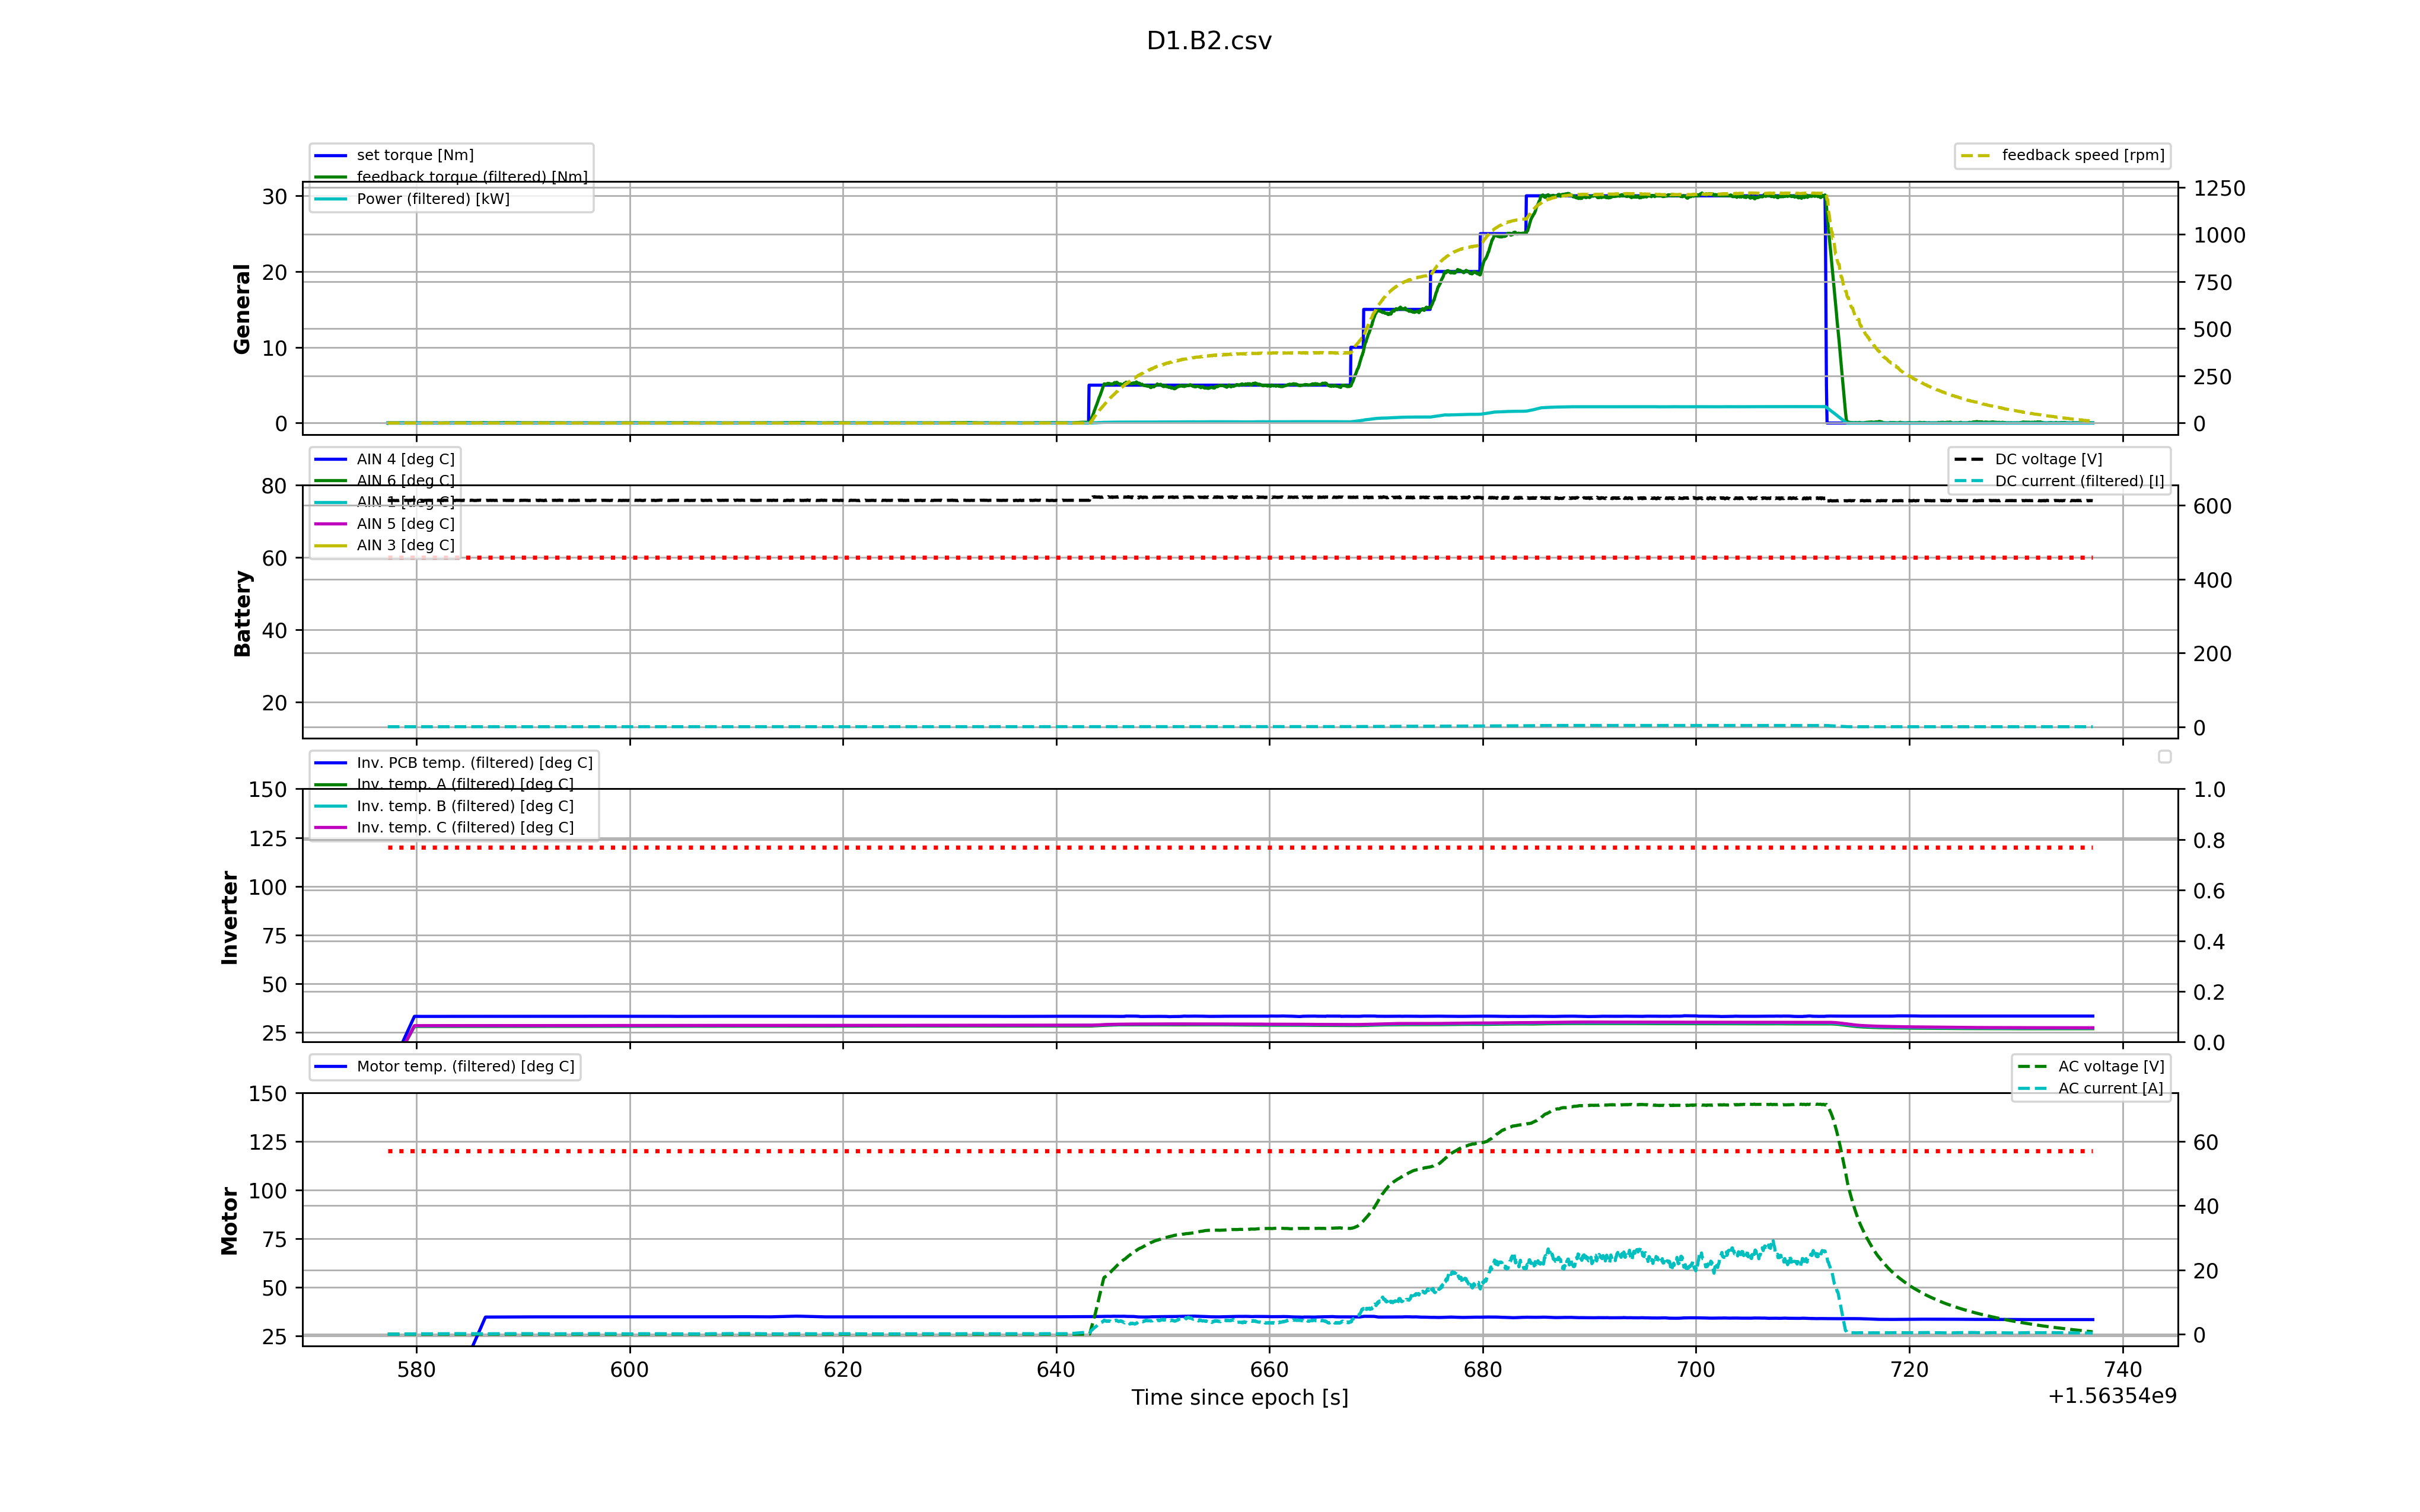 D1.B2.csv
set torque [Nm]
feedback torque (filtered) [Nm]
Power (filtered) [kW]
feedback speed [rpm]
30
20
10
0
General
1250
1000
750
500
250
0
AIN 4 [deg C]
AIN 6 [deg C]
AIN 1 [deg C]
AIN 5 [deg C]
AIN 3 [deg C]
DC voltage [V]
DC current (filtered) [I]
80
60
40
20
Battery
600
400
200
0
Inv. PCB temp. (filtered) [deg C]
Inv. temp. A (filtered) [deg C]
Inv. temp. B (filtered) [deg C]
Inv. temp. C (filtered) [deg C]
150
125
100
75
50
25
Inverter
1.0
0.8
0.6
0.4
0.2
0.0
Motor temp. (filtered) [deg C]
AC voltage [V]
AC current [A]
150
125
100
75
50
25
Motor
60
40
20
0
580 600 620 640 660 680 700 720 740
Time since epoch [s]
+1.56354e9